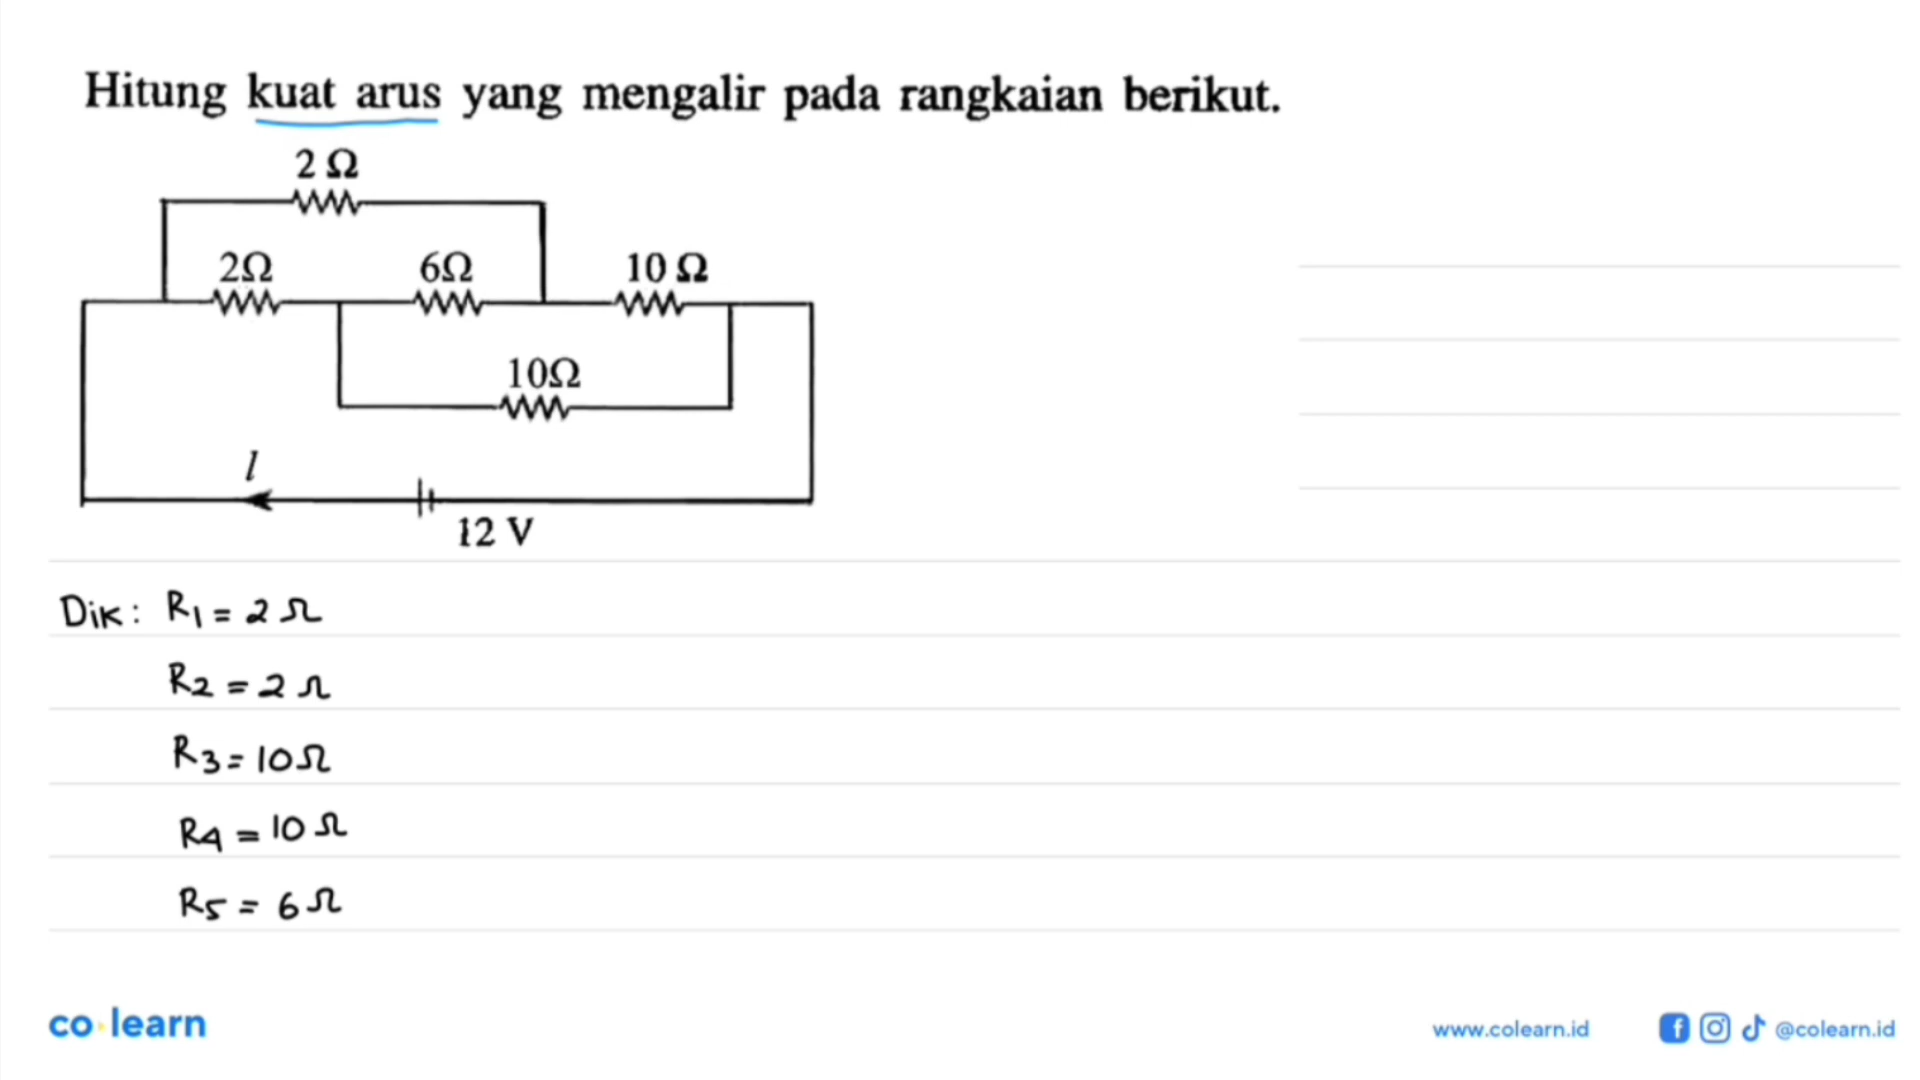 Hitung kuat arus yang mengalir pada rangkaian berikut.
2 Ω
2Ω
6Ω
10 Ω
10Ω
I
12 V
Dik: R1 = 2 Ω
R2 = 2 Ω
R3 = 10 Ω
R4 = 10 Ω
R5 = 6 Ω
co learn
www.colearn.id
@colearn.id